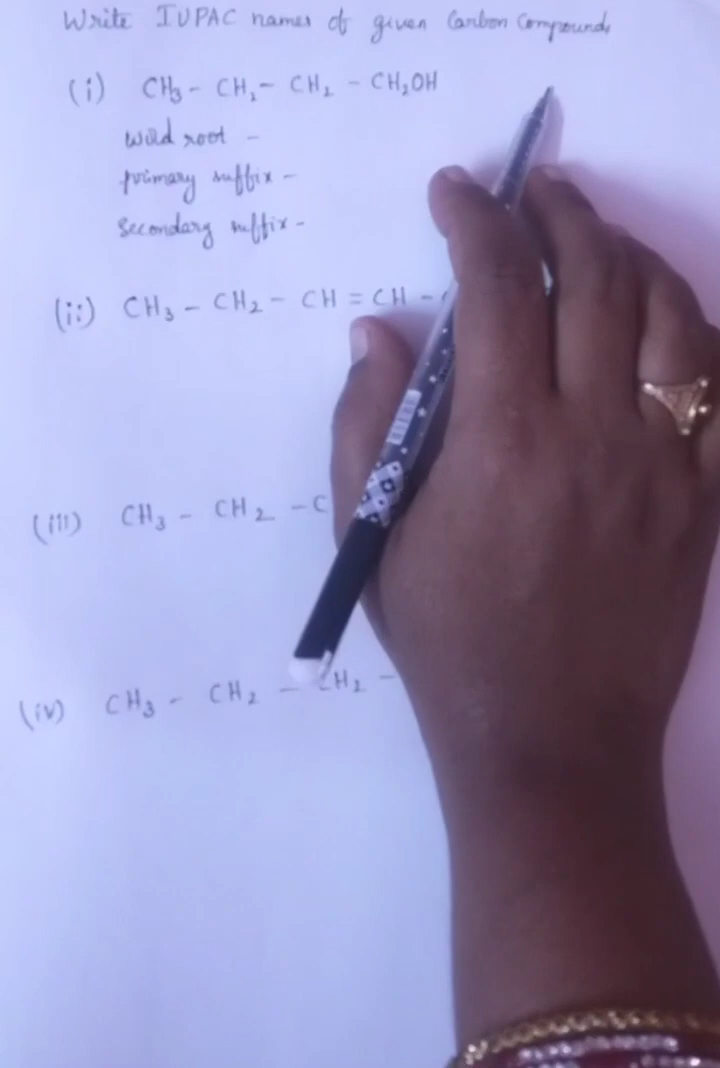 Write IUPAC names of given Carbon Compounds
(i) CH₃ - CH₂ - CH₂ - CH₂OH
word root -
primary suffix -
Secondary suffix -
(ii) CH₃ - CH₂ - CH = CH -
(iii) CH₃ - CH₂ - C
(iv) CH₃ - CH₂ - CH₂ -